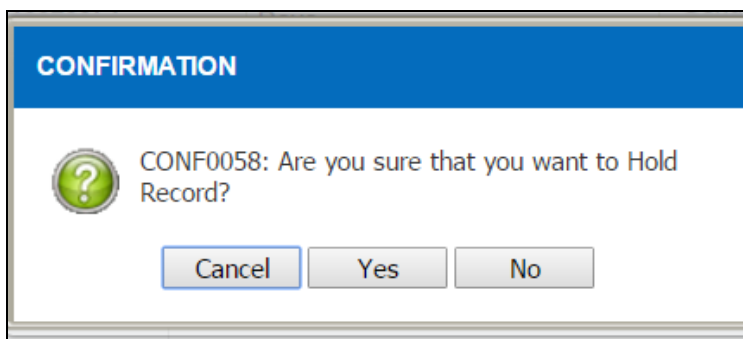 CONFIRMATION
CONF0058: Are you sure that you want to Hold
Record?
Cancel Yes No